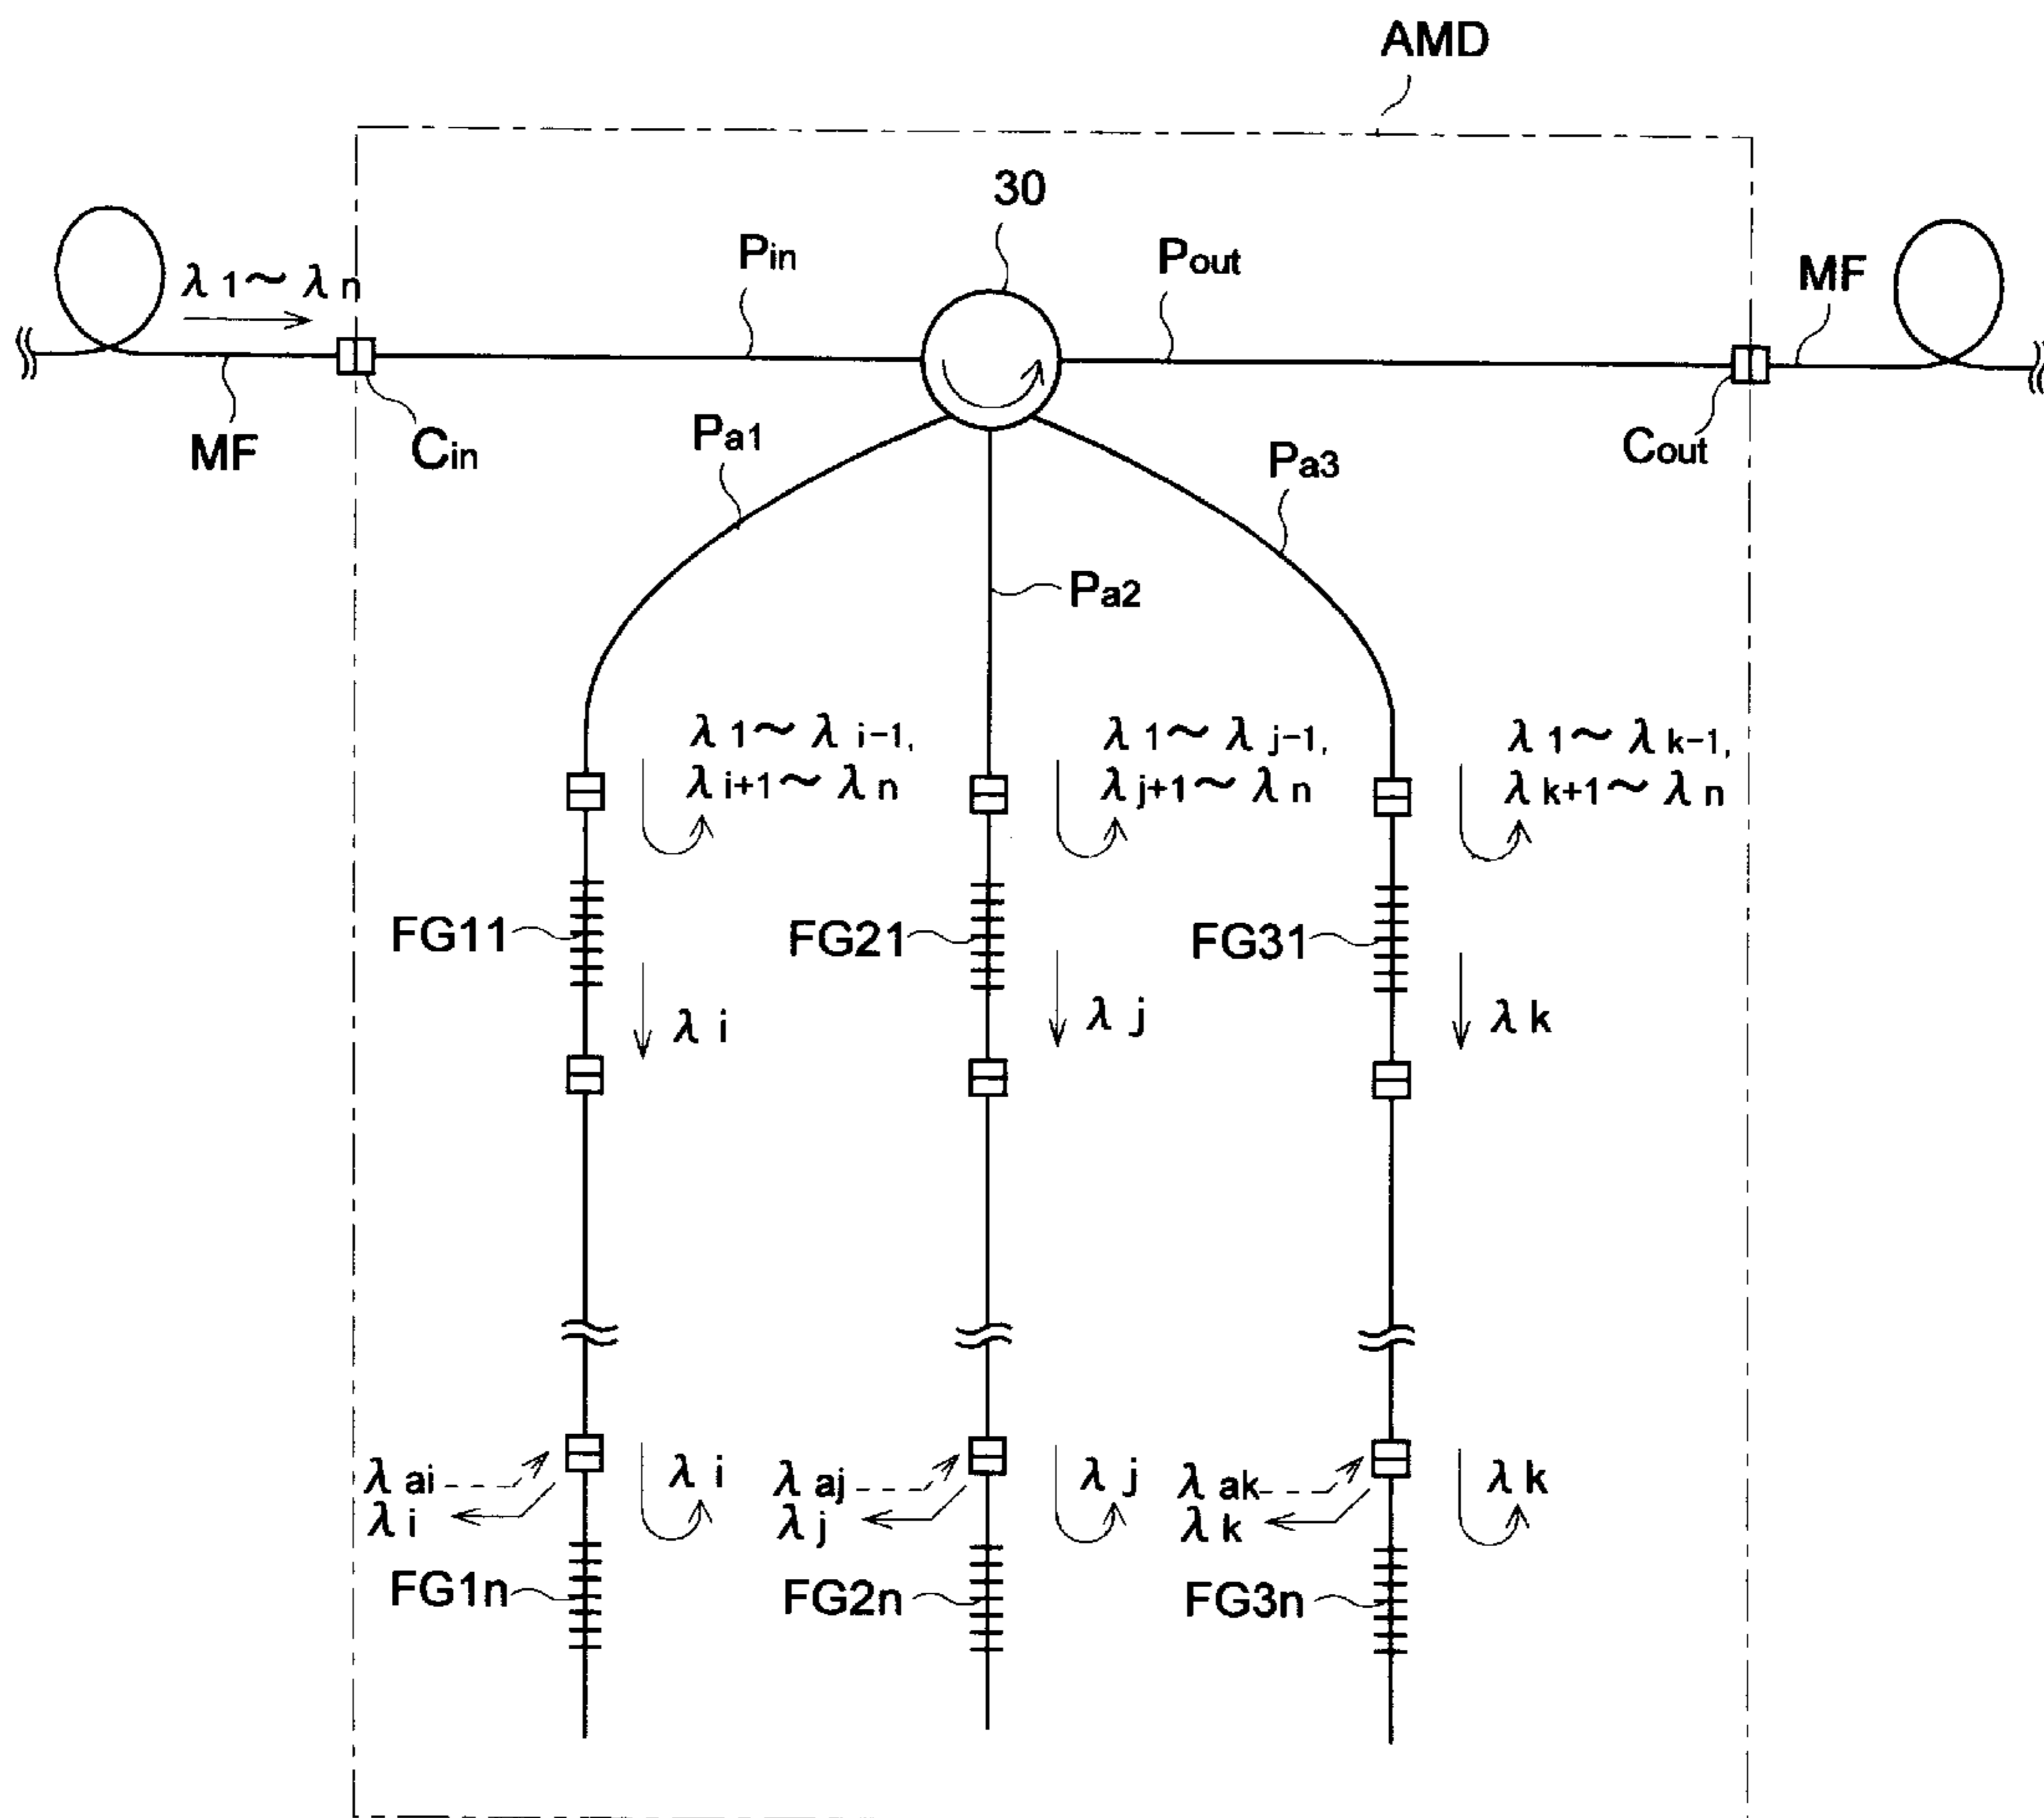 AMD
30
Pin
Pout
λ 1～λ n
MF
MF
Cin
Cout
Pa1
Pa3
Pa2
λ 1～λ i-1,
λ i+1～λ n
λ 1～λ j-1,
λ j+1～λ n
λ 1～λ k-1,
λ k+1～λ n
FG11
FG21
FG31
λ i
λ j
λ k
λ ai
λ i
λ i
λ aj
λ j
λ j
λ ak
λ k
λ k
FG1n
FG2n
FG3n